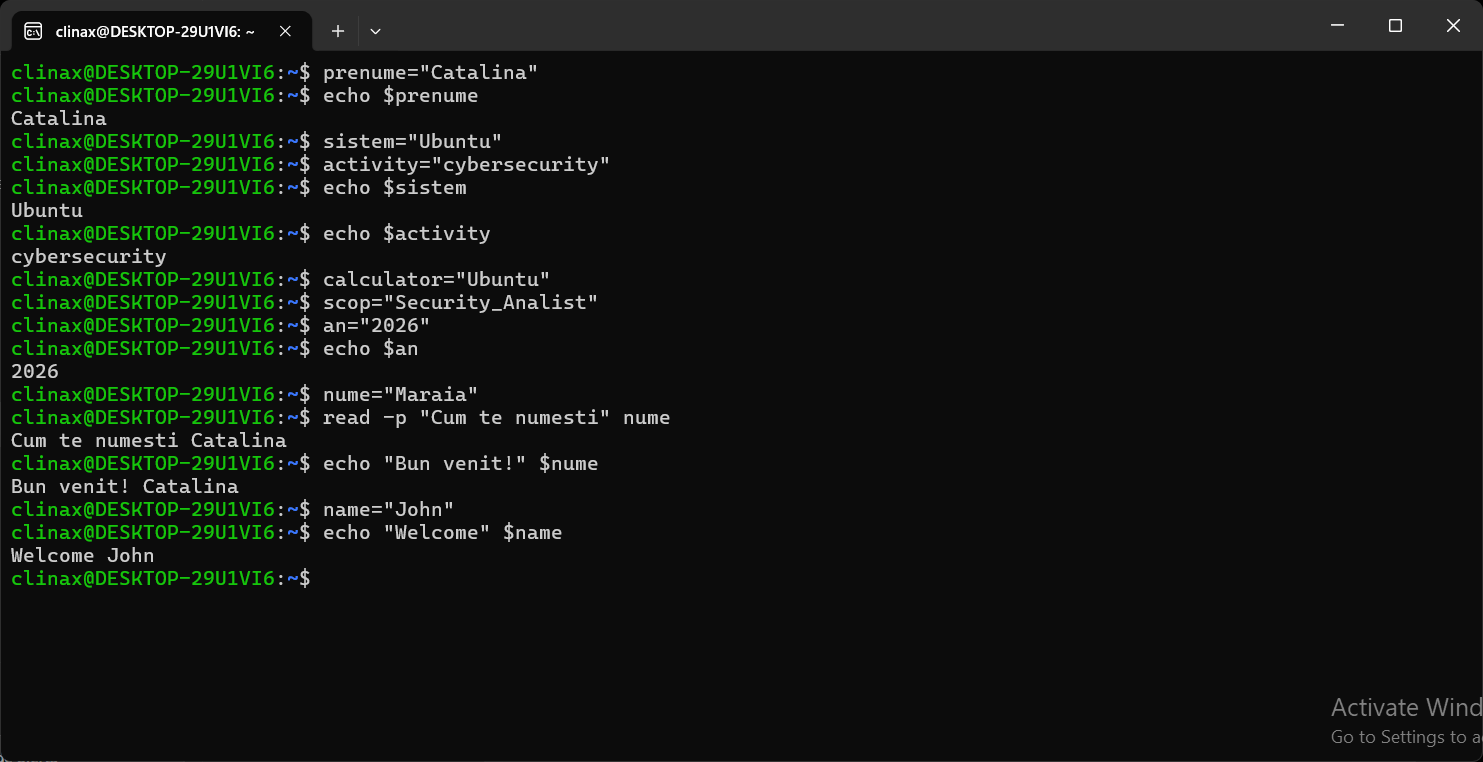 clinax@DESKTOP-29U1VI6: ~
clinax@DESKTOP-29U1VI6:~$ prenume="Catalina"
clinax@DESKTOP-29U1VI6:~$ echo $prenume
Catalina
clinax@DESKTOP-29U1VI6:~$ sistem="Ubuntu"
clinax@DESKTOP-29U1VI6:~$ activity="cybersecurity"
clinax@DESKTOP-29U1VI6:~$ echo $sistem
Ubuntu
clinax@DESKTOP-29U1VI6:~$ echo $activity
cybersecurity
clinax@DESKTOP-29U1VI6:~$ calculator="Ubuntu"
clinax@DESKTOP-29U1VI6:~$ scop="Security_Analist"
clinax@DESKTOP-29U1VI6:~$ an="2026"
clinax@DESKTOP-29U1VI6:~$ echo $an
2026
clinax@DESKTOP-29U1VI6:~$ nume="Maraia"
clinax@DESKTOP-29U1VI6:~$ read -p "Cum te numesti" nume
Cum te numesti Catalina
clinax@DESKTOP-29U1VI6:~$ echo "Bun venit!" $nume
Bun venit! Catalina
clinax@DESKTOP-29U1VI6:~$ name="John"
clinax@DESKTOP-29U1VI6:~$ echo "Welcome" $name
Welcome John
clinax@DESKTOP-29U1VI6:~$
Activate Wind
Go to Settings to a